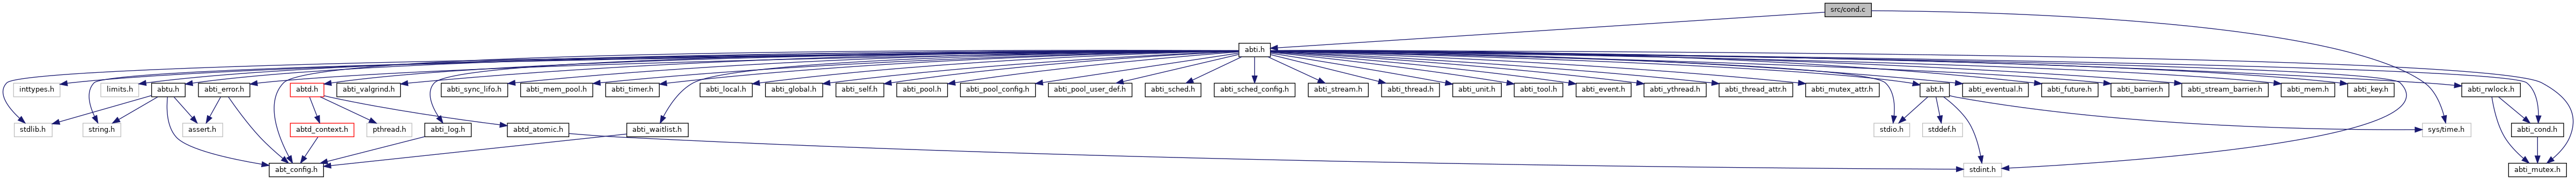 src/cond.c
abti.h
inttypes.h
limits.h
abtu.h
abti_error.h
abtd.h
abti_valgrind.h
abti_sync_lifo.h
abti_mem_pool.h
abti_timer.h
abti_local.h
abti_global.h
abti_self.h
abti_pool.h
abti_pool_config.h
abti_pool_user_def.h
abti_sched.h
abti_sched_config.h
abti_stream.h
abti_thread.h
abti_unit.h
abti_tool.h
abti_event.h
abti_ythread.h
abti_thread_attr.h
abti_mutex_attr.h
abt.h
abti_eventual.h
abti_future.h
abti_barrier.h
abti_stream_barrier.h
abti_mem.h
abti_key.h
abti_rwlock.h
stdlib.h
string.h
assert.h
abtd_context.h
pthread.h
abti_log.h
abtd_atomic.h
abti_waitlist.h
stdio.h
stddef.h
sys/time.h
abti_cond.h
abt_config.h
stdint.h
abti_mutex.h